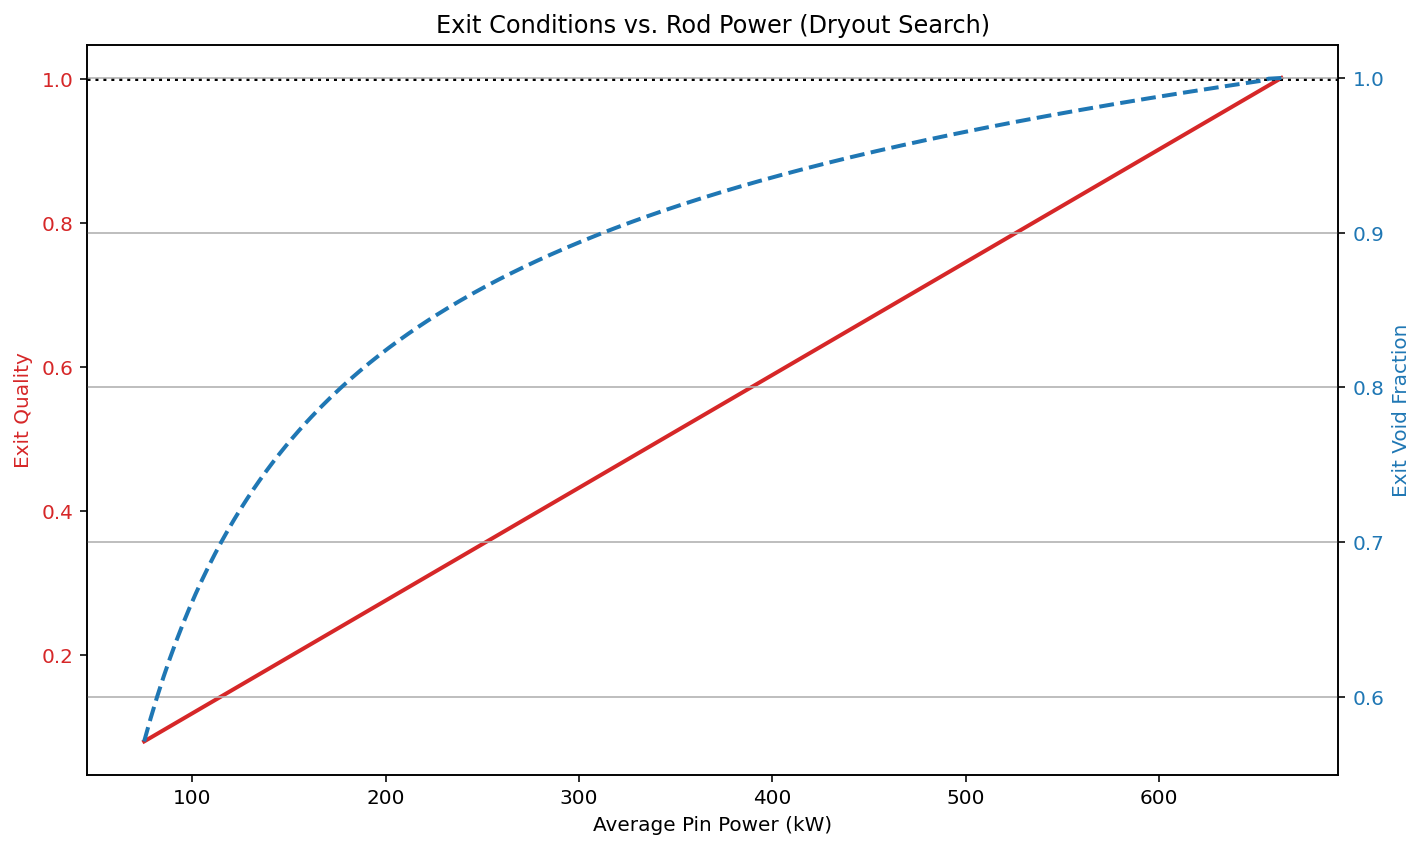 Exit Conditions vs. Rod Power (Dryout Search)
Exit Quality
1.0
0.8
0.6
0.4
0.2
1.0
0.9
0.8
0.7
0.6
Exit Void Fraction
100 200 300 400 500 600
Average Pin Power (kW)